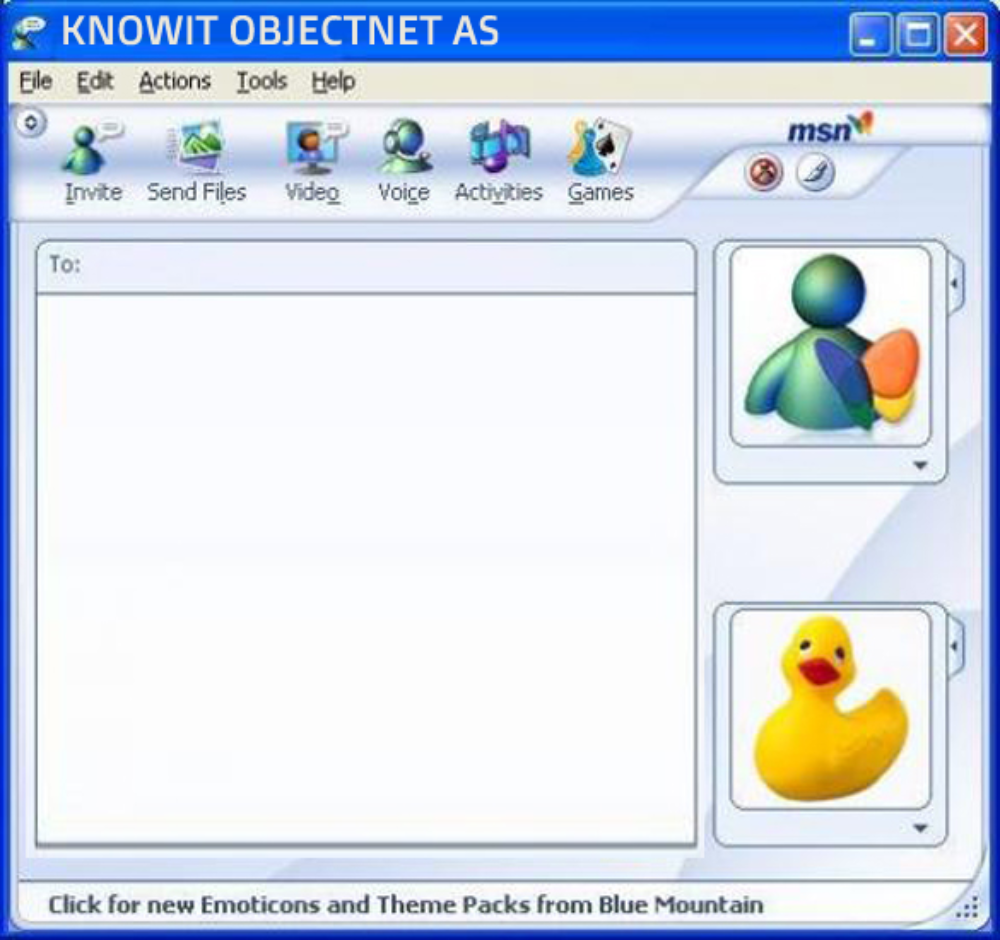 KNOWIT OBJECTNET AS
File Edit Actions Tools Help
msn
Invite Send Files Video Voice Activities Games
To:
Click for new Emoticons and Theme Packs from Blue Mountain